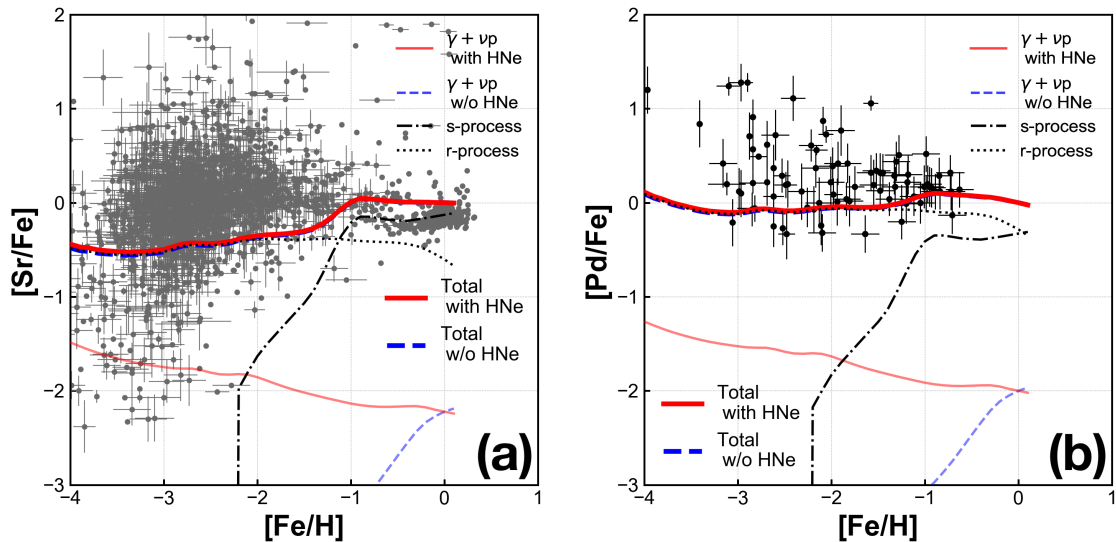 2
1
0
−1
−2
−3
[Sr/Fe]
γ + νp
with HNe
γ + νp
w/o HNe
s-process
r-process
Total
with HNe
Total
w/o HNe
(a)
−4
−3
−2
−1
0
1
[Fe/H]
2
1
0
−1
−2
−3
[Pd/Fe]
γ + νp
with HNe
γ + νp
w/o HNe
s-process
r-process
Total
with HNe
Total
w/o HNe
(b)
−4
−3
−2
−1
0
1
[Fe/H]